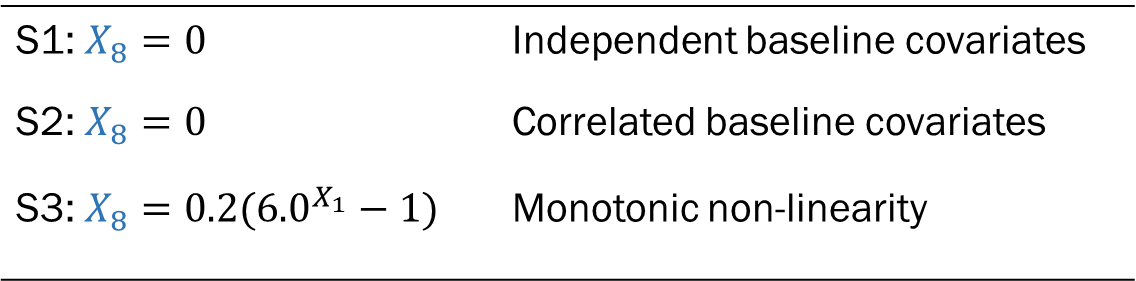 S1: X₈ = 0 Independent baseline covariates
S2: X₈ = 0 Correlated baseline covariates
S3: X₈ = 0.2(6.0^X₁ − 1) Monotonic non-linearity